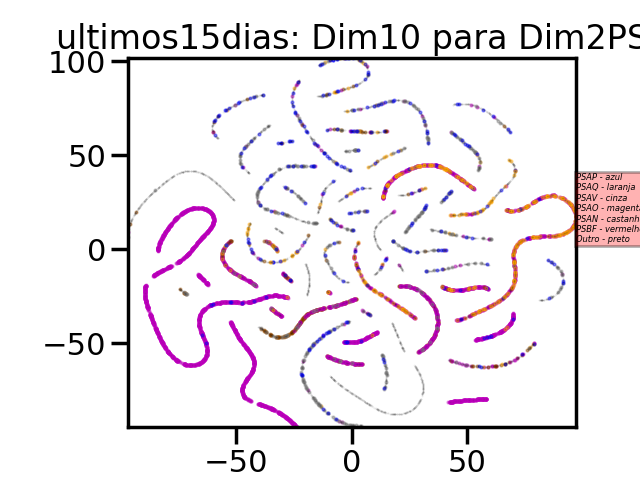 ultimos15dias: Dim10 para Dim2PS
100
50
0
−50
−50
0
50
PSAP - azul
PSAQ - laranja
PSAV - cinza
PSAO - magenta
PSAN - castanh
PSBF - vermelho
Outro - preto